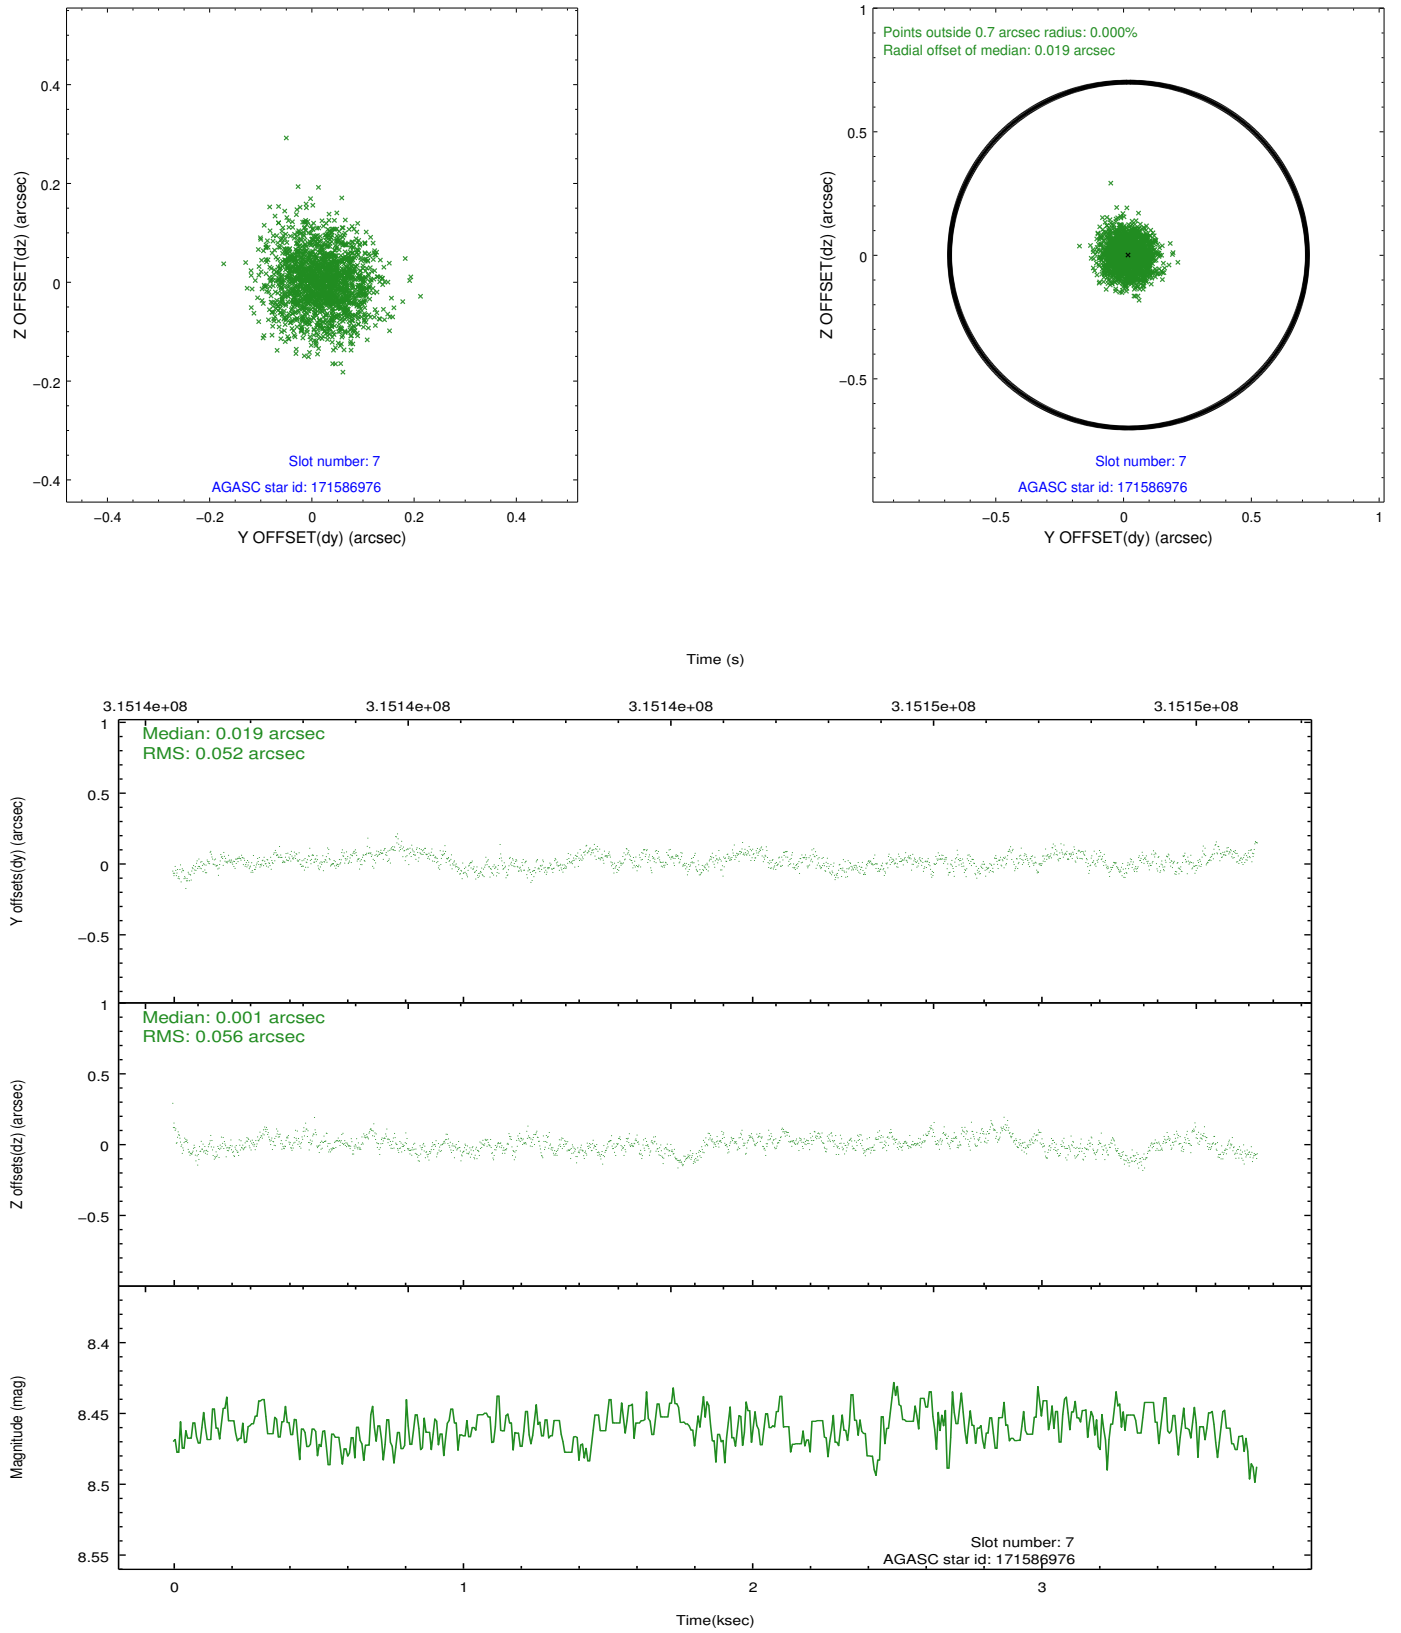 0.4
0.2
0
−0.2
−0.4
Z OFFSET(dz) (arcsec)
Slot number: 7
AGASC star id: 171586976
−0.4 −0.2 0 0.2 0.4
Y OFFSET(dy) (arcsec)
Points outside 0.7 arcsec radius: 0.000%
Radial offset of median: 0.019 arcsec
1
0.5
0
−0.5
Z OFFSET(dz) (arcsec)
Slot number: 7
AGASC star id: 171586976
−0.5 0 0.5 1
Y OFFSET(dy) (arcsec)
Time (s)
3.1514e+08 3.1514e+08 3.1514e+08 3.1515e+08 3.1515e+08
Median: 0.019 arcsec
RMS: 0.052 arcsec
1
0.5
0
−0.5
Y offsets(dy) (arcsec)
Median: 0.001 arcsec
RMS: 0.056 arcsec
1
0.5
0
−0.5
Z offsets(dz) (arcsec)
8.4
8.45
8.5
8.55
Magnitude (mag)
Slot number: 7
AGASC star id: 171586976
0 1 2 3
Time(ksec)